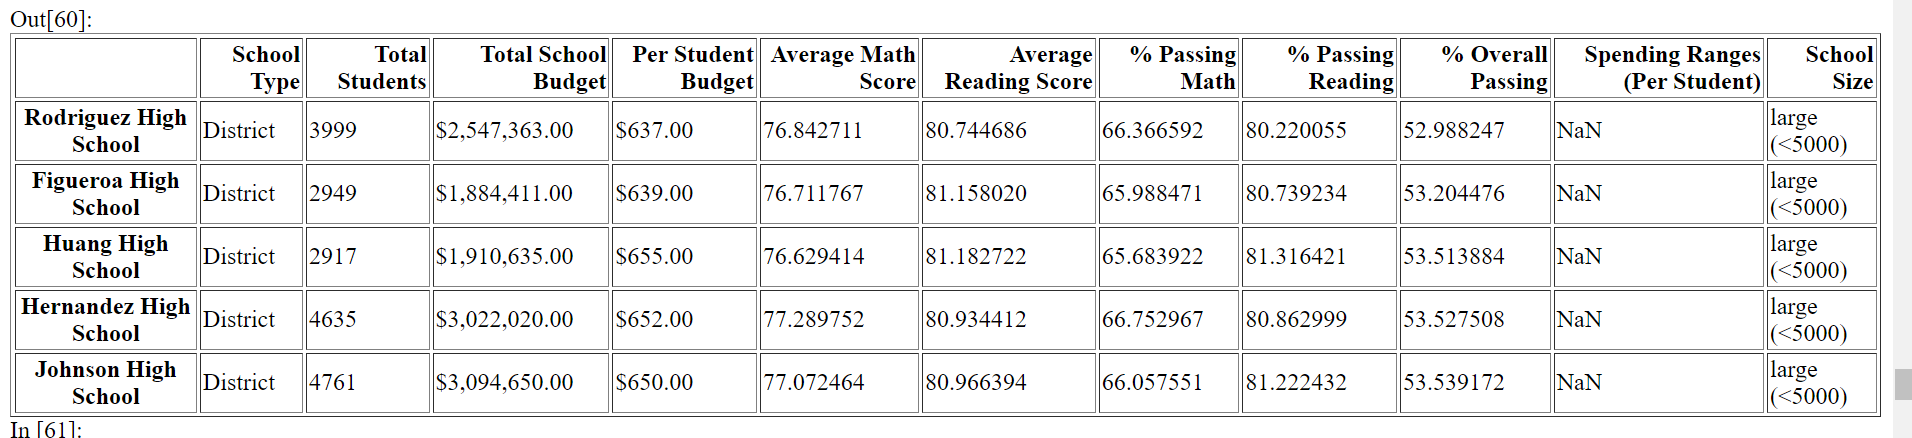 Out[60]:
School Type Total Students Total School Budget Per Student Budget Average Math Score Average Reading Score % Passing Math % Passing Reading % Overall Passing Spending Ranges (Per Student) School Size
Rodriguez High School District 3999 $2,547,363.00 $637.00 76.842711 80.744686 66.366592 80.220055 52.988247 NaN large (<5000)
Figueroa High School District 2949 $1,884,411.00 $639.00 76.711767 81.158020 65.988471 80.739234 53.204476 NaN large (<5000)
Huang High School District 2917 $1,910,635.00 $655.00 76.629414 81.182722 65.683922 81.316421 53.513884 NaN large (<5000)
Hernandez High School District 4635 $3,022,020.00 $652.00 77.289752 80.934412 66.752967 80.862999 53.527508 NaN large (<5000)
Johnson High School District 4761 $3,094,650.00 $650.00 77.072464 80.966394 66.057551 81.222432 53.539172 NaN large (<5000)
In [61]: